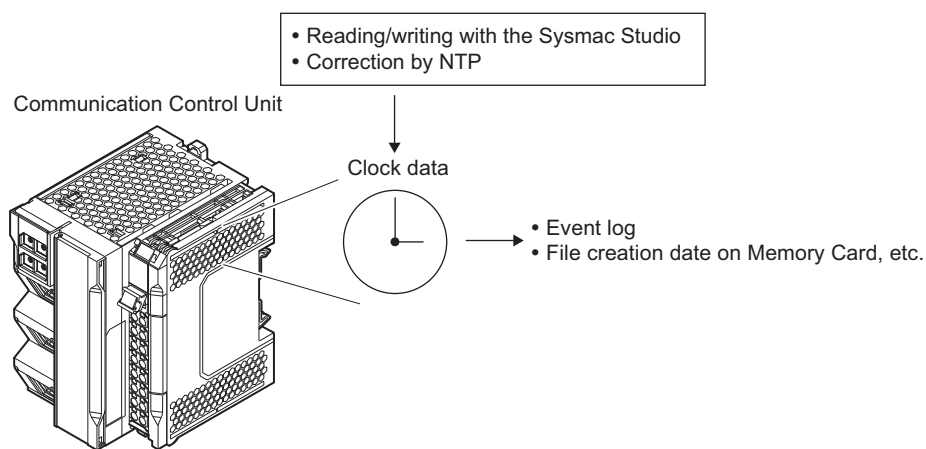 • Reading/writing with the Sysmac Studio
• Correction by NTP
Communication Control Unit
Clock data
• Event log
• File creation date on Memory Card, etc.